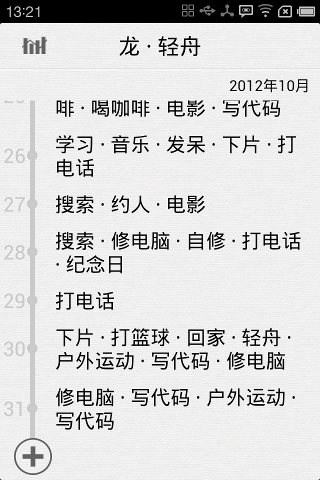 13:21
龙 · 轻舟
2012年10月
啡 · 喝咖啡 · 电影 · 写代码
26
学习 · 音乐 · 发呆 · 下片 · 打
电话
27
搜索 · 约人 · 电影
28
搜索 · 修电脑 · 自修 · 打电话
· 纪念日
29
打电话
30
下片 · 打篮球 · 回家 · 轻舟 ·
户外运动 · 写代码 · 修电脑
31
修电脑 · 写代码 · 户外运动 ·
写代码